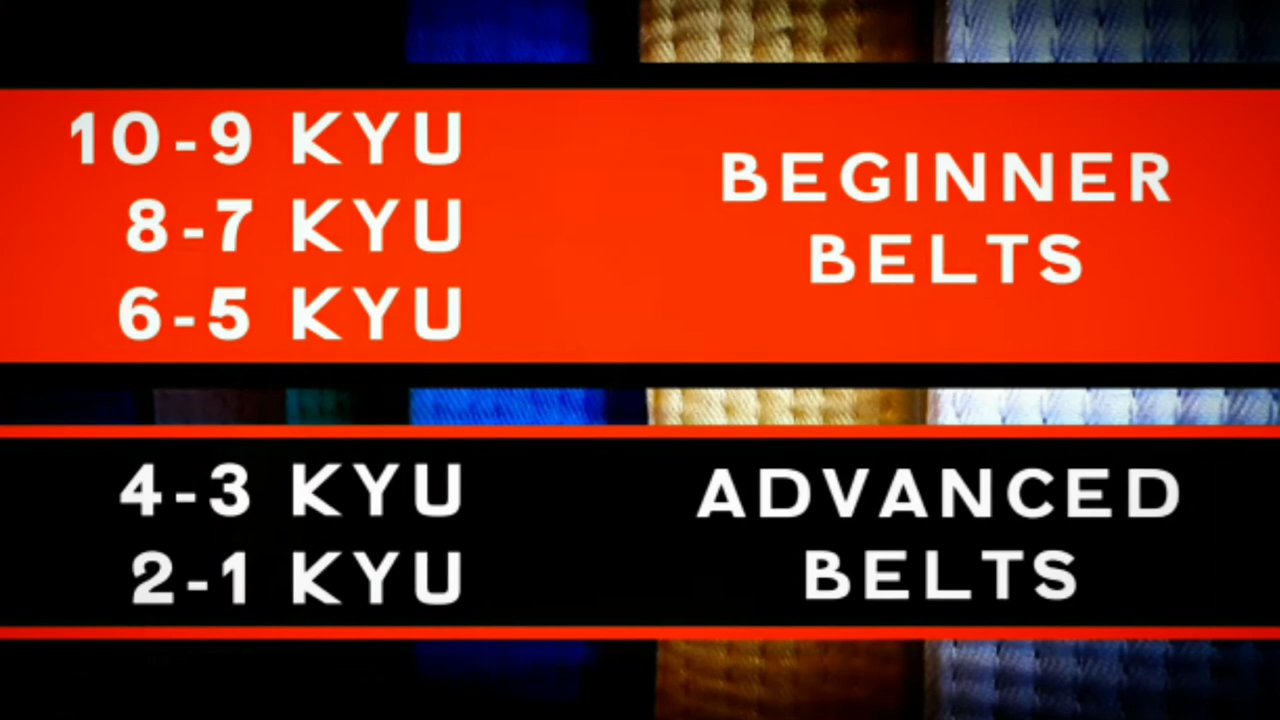 10-9 KYU
8-7 KYU
6-5 KYU
BEGINNER
BELTS
4-3 KYU
2-1 KYU
ADVANCED
BELTS